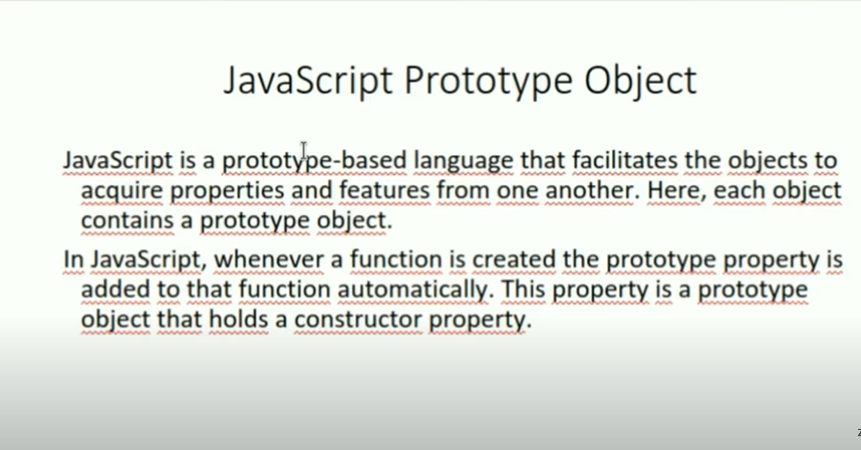 JavaScript Prototype Object
JavaScript is a prototype-based language that facilitates the objects to
acquire properties and features from one another. Here, each object
contains a prototype object.
In JavaScript, whenever a function is created the prototype property is
added to that function automatically. This property is a prototype
object that holds a constructor property.